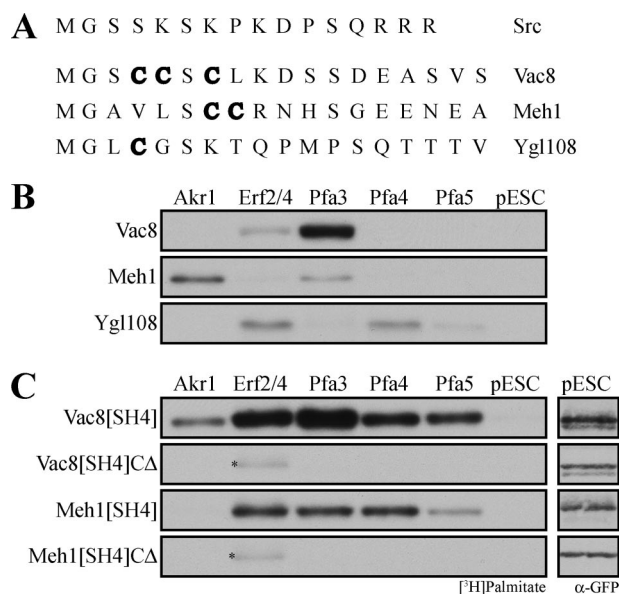 A
M G S S K S K P K D P S Q R R R Src
M G S C C S C L K D S S D E A S V S Vac8
M G A V L S C C R N H S G E E N E A Meh1
M G L C G S K T Q P M P S Q T T T V Ygl108
B
Akr1 Erf2/4 Pfa3 Pfa4 Pfa5 pESC
Vac8
Meh1
Ygl108
C
Akr1 Erf2/4 Pfa3 Pfa4 Pfa5 pESC pESC
Vac8[SH4]
Vac8[SH4]CΔ *
Meh1[SH4]
Meh1[SH4]CΔ *
[³H]Palmitate α-GFP